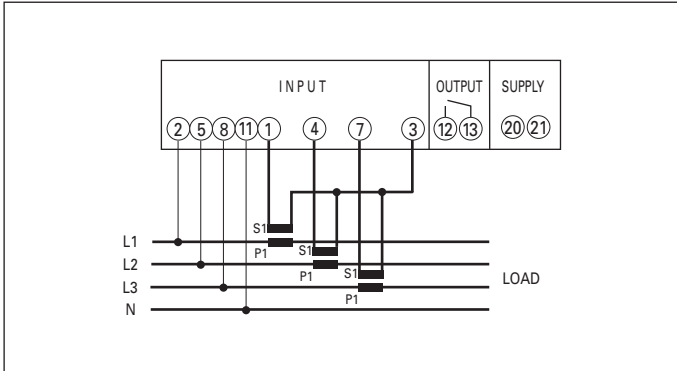 INPUT OUTPUT SUPPLY
2 5 8 11 1 4 7 3 12 13 20 21
S1
L1 P1 S1
L2 P1 S1 LOAD
L3 P1
N